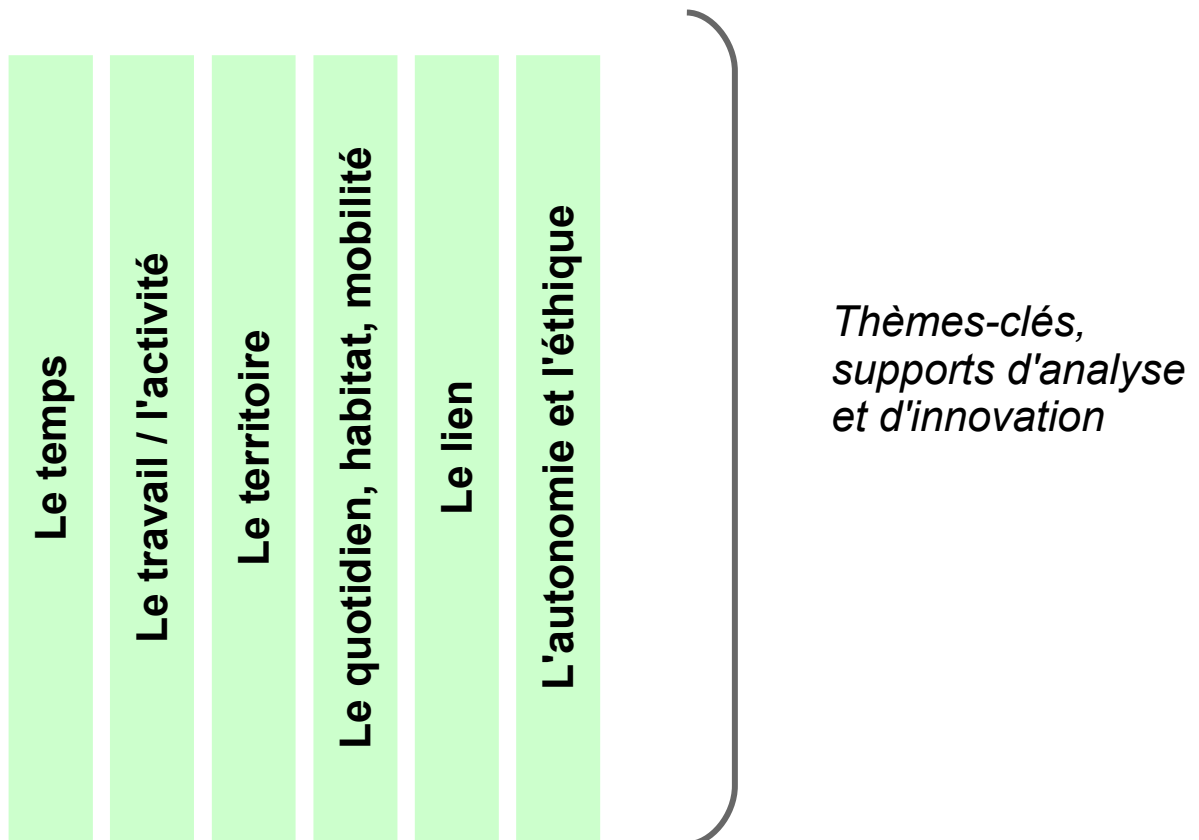 Le temps
Le travail / l'activité
Le territoire
Le quotidien, habitat, mobilité
Le lien
L'autonomie et l'éthique
Thèmes-clés,
supports d'analyse
et d'innovation